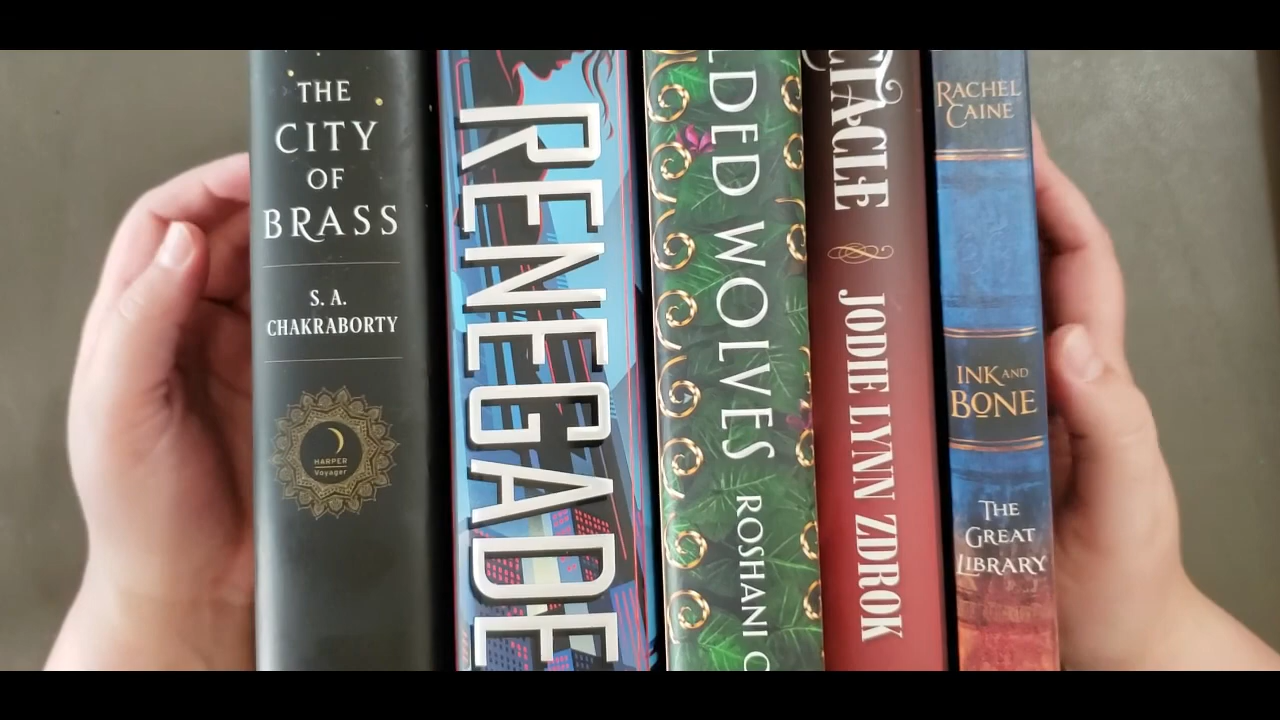 THE
CITY
OF
BRASS
S. A.
CHAKRABORTY
HARPER
Voyager
RENEGADE
LDED WOLVES ROSHANI C
TACLE JODIE LYNN ZDROK
RACHEL
CAINE
INK AND
BONE
THE
GREAT
LIBRARY